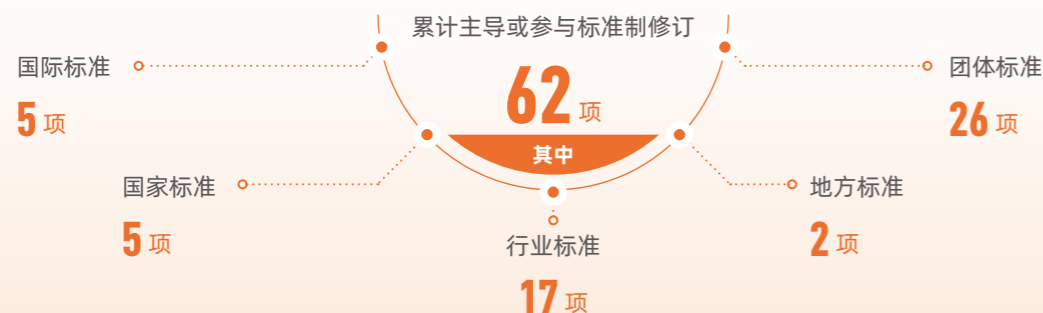 累计主导或参与标准制修订
62 项
其中
国际标准
5 项
国家标准
5 项
行业标准
17 项
地方标准
2 项
团体标准
26 项